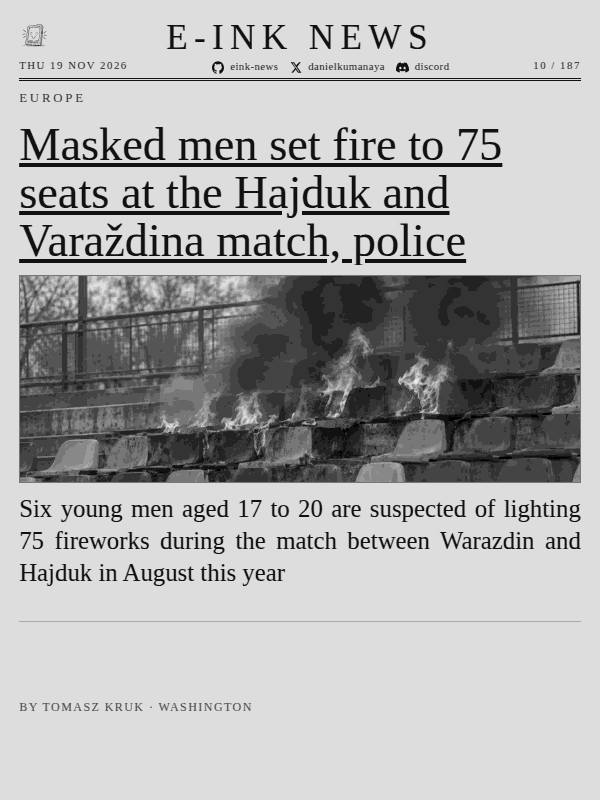 E-INK NEWS
THU 19 NOV 2026
eink-news
danielkumanaya
discord
10 / 187
EUROPE
Masked men set fire to 75
seats at the Hajduk and
Varaždina match, police
Six young men aged 17 to 20 are suspected of lighting
75 fireworks during the match between Warazdin and
Hajduk in August this year
BY TOMASZ KRUK · WASHINGTON